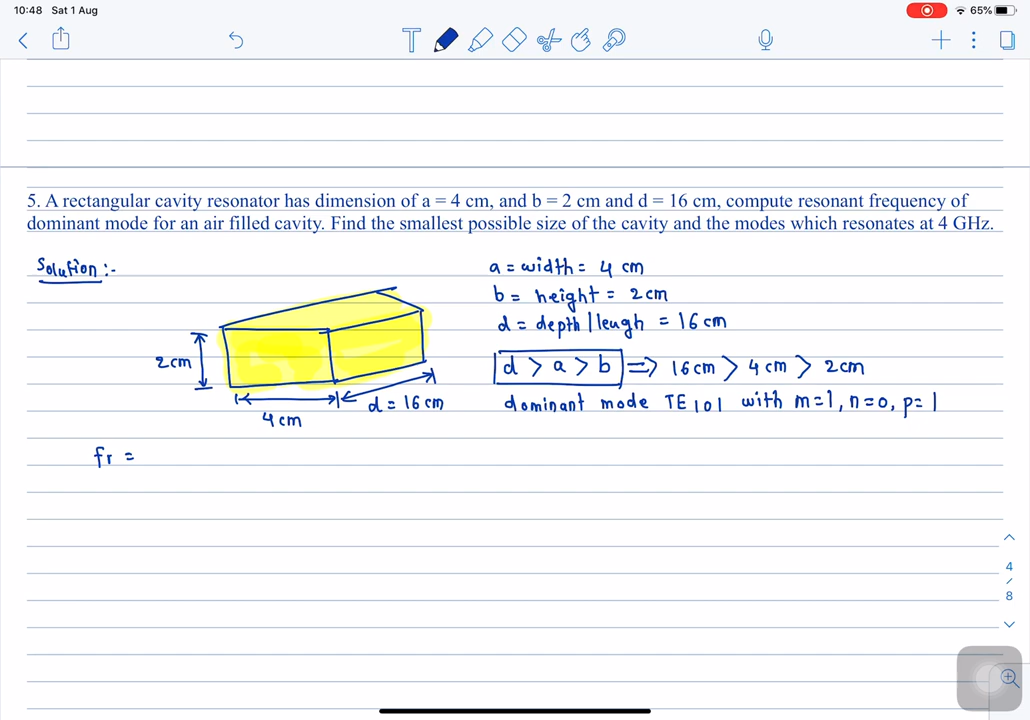 10:48 Sat 1 Aug
65%
T
5. A rectangular cavity resonator has dimension of a = 4 cm, and b = 2 cm and d = 16 cm, compute resonant frequency of
dominant mode for an air filled cavity. Find the smallest possible size of the cavity and the modes which resonates at 4 GHz.
Solution :-
a = width = 4 cm
b = height = 2 cm
d = depth / lengh = 16 cm
2 cm
d > a > b => 16 cm > 4 cm > 2 cm
d = 16 cm
dominant mode TE101 with m=1, n=0, p=1
4 cm
fr =
4
/
8